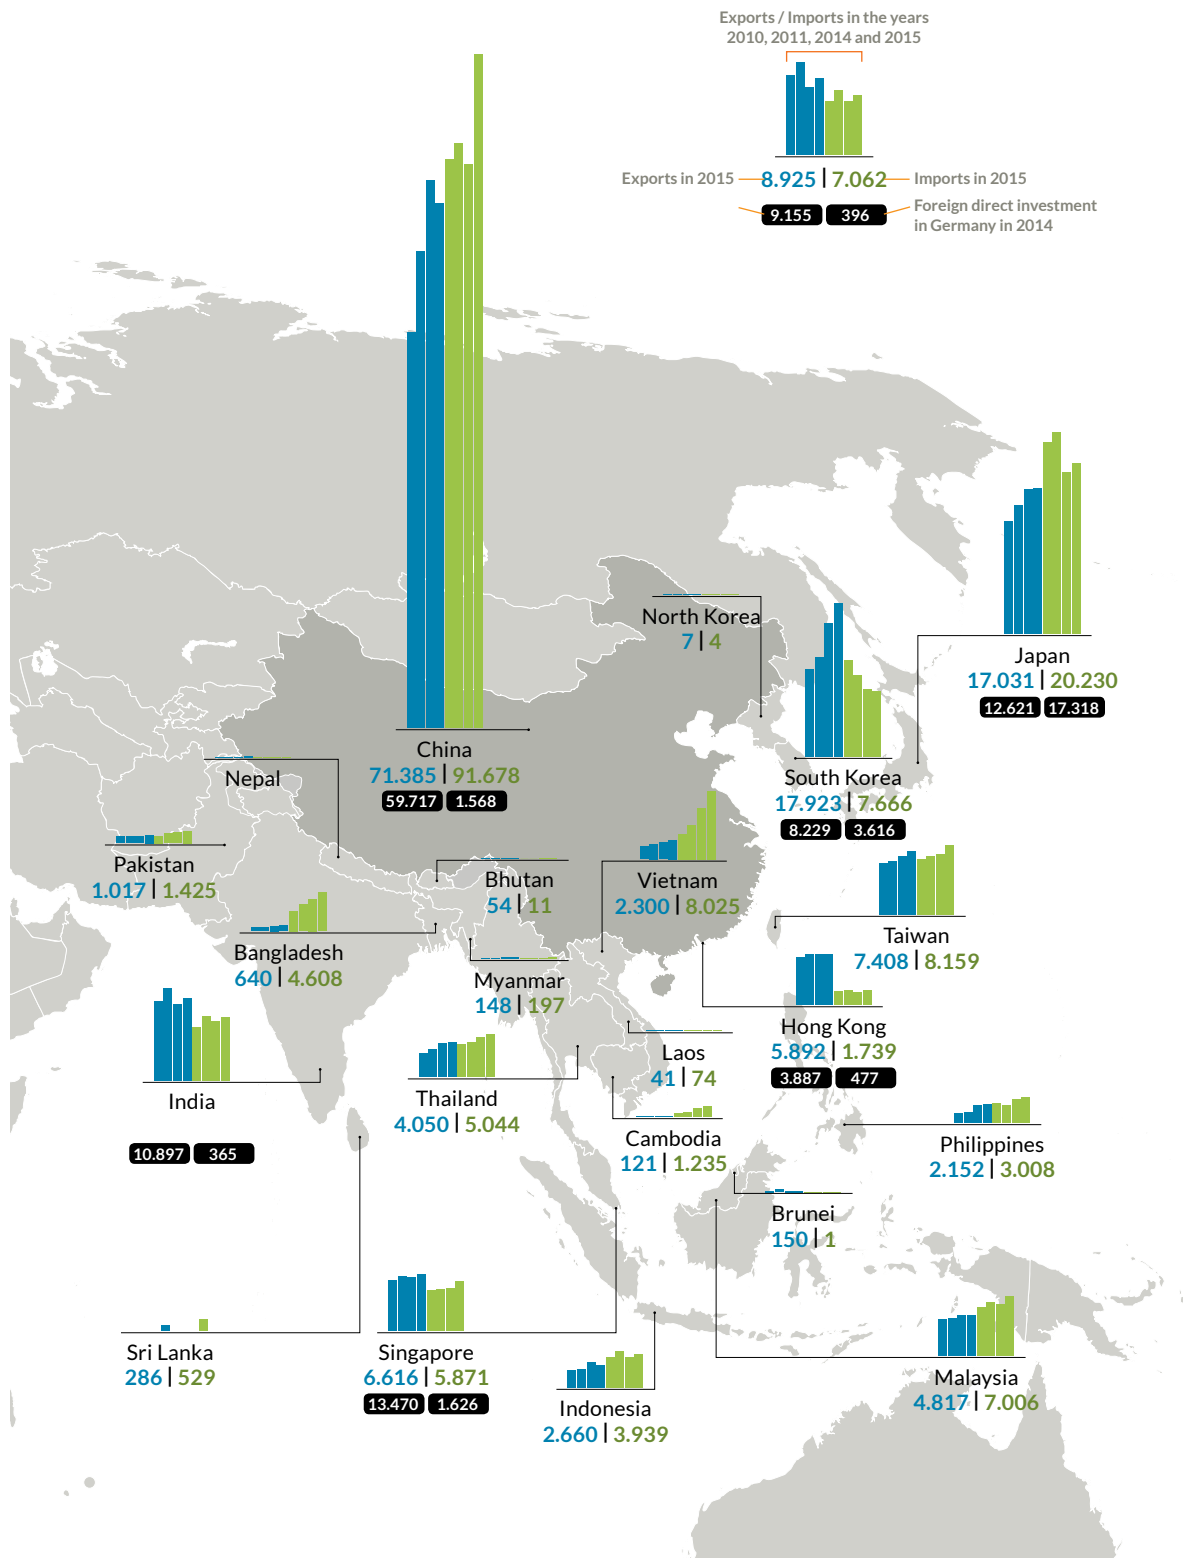 Exports / Imports in the years
2010, 2011, 2014 and 2015
Exports in 2015
8.925 | 7.062
Imports in 2015
9.155 396
Foreign direct investment
in Germany in 2014
North Korea
7 | 4
Japan
17.031 | 20.230
12.621 17.318
China
71.385 | 91.678
59.717 1.568
Nepal
South Korea
17.923 | 7.666
8.229 3.616
Pakistan
1.017 | 1.425
Bhutan
54 | 11
Vietnam
2.300 | 8.025
Taiwan
7.408 | 8.159
Bangladesh
640 | 4.608
Myanmar
148 | 197
Hong Kong
5.892 | 1.739
3.887 477
Laos
41 | 74
India
10.897 365
Thailand
4.050 | 5.044
Cambodia
121 | 1.235
Philippines
2.152 | 3.008
Brunei
150 | 1
Sri Lanka
286 | 529
Singapore
6.616 | 5.871
13.470 1.626
Indonesia
2.660 | 3.939
Malaysia
4.817 | 7.006